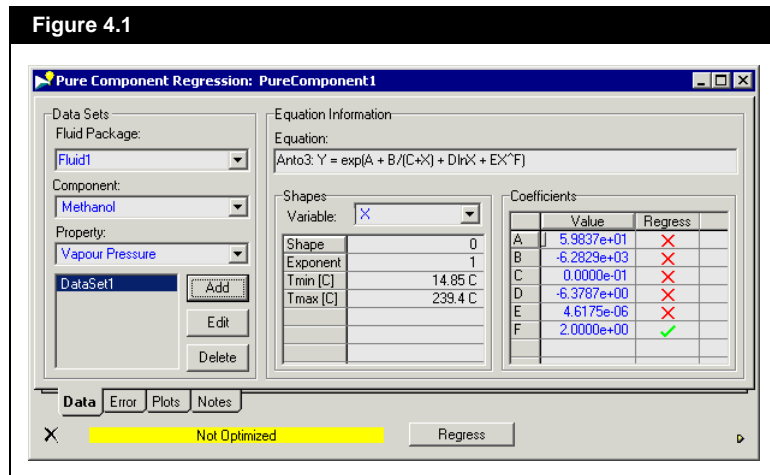 Figure 4.1
Pure Component Regression: PureComponent1
Data Sets
Fluid Package:
Fluid1
Component:
Methanol
Property:
Vapour Pressure
DataSet1
Add
Edit
Delete
Equation Information
Equation:
Anto3: Y = exp(A + B/(C+X) + DlnX + EX^F)
Shapes
Variable: X
Shape 0
Exponent 1
Tmin [C] 14.85 C
Tmax [C] 239.4 C
Coefficients
Value Regress
A 5.9837e+01
B -6.2829e+03
C 0.0000e-01
D -6.3787e+00
E 4.6175e-06
F 2.0000e+00
Data Error Plots Notes
Not Optimized
Regress